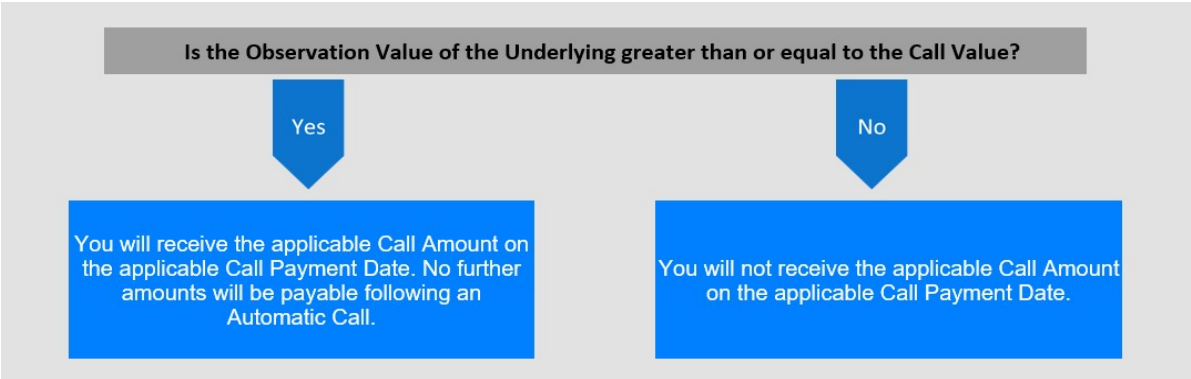 Is the Observation Value of the Underlying greater than or equal to the Call Value?
Yes
No
You will receive the applicable Call Amount on
the applicable Call Payment Date. No further
amounts will be payable following an
Automatic Call.
You will not receive the applicable Call Amount
on the applicable Call Payment Date.